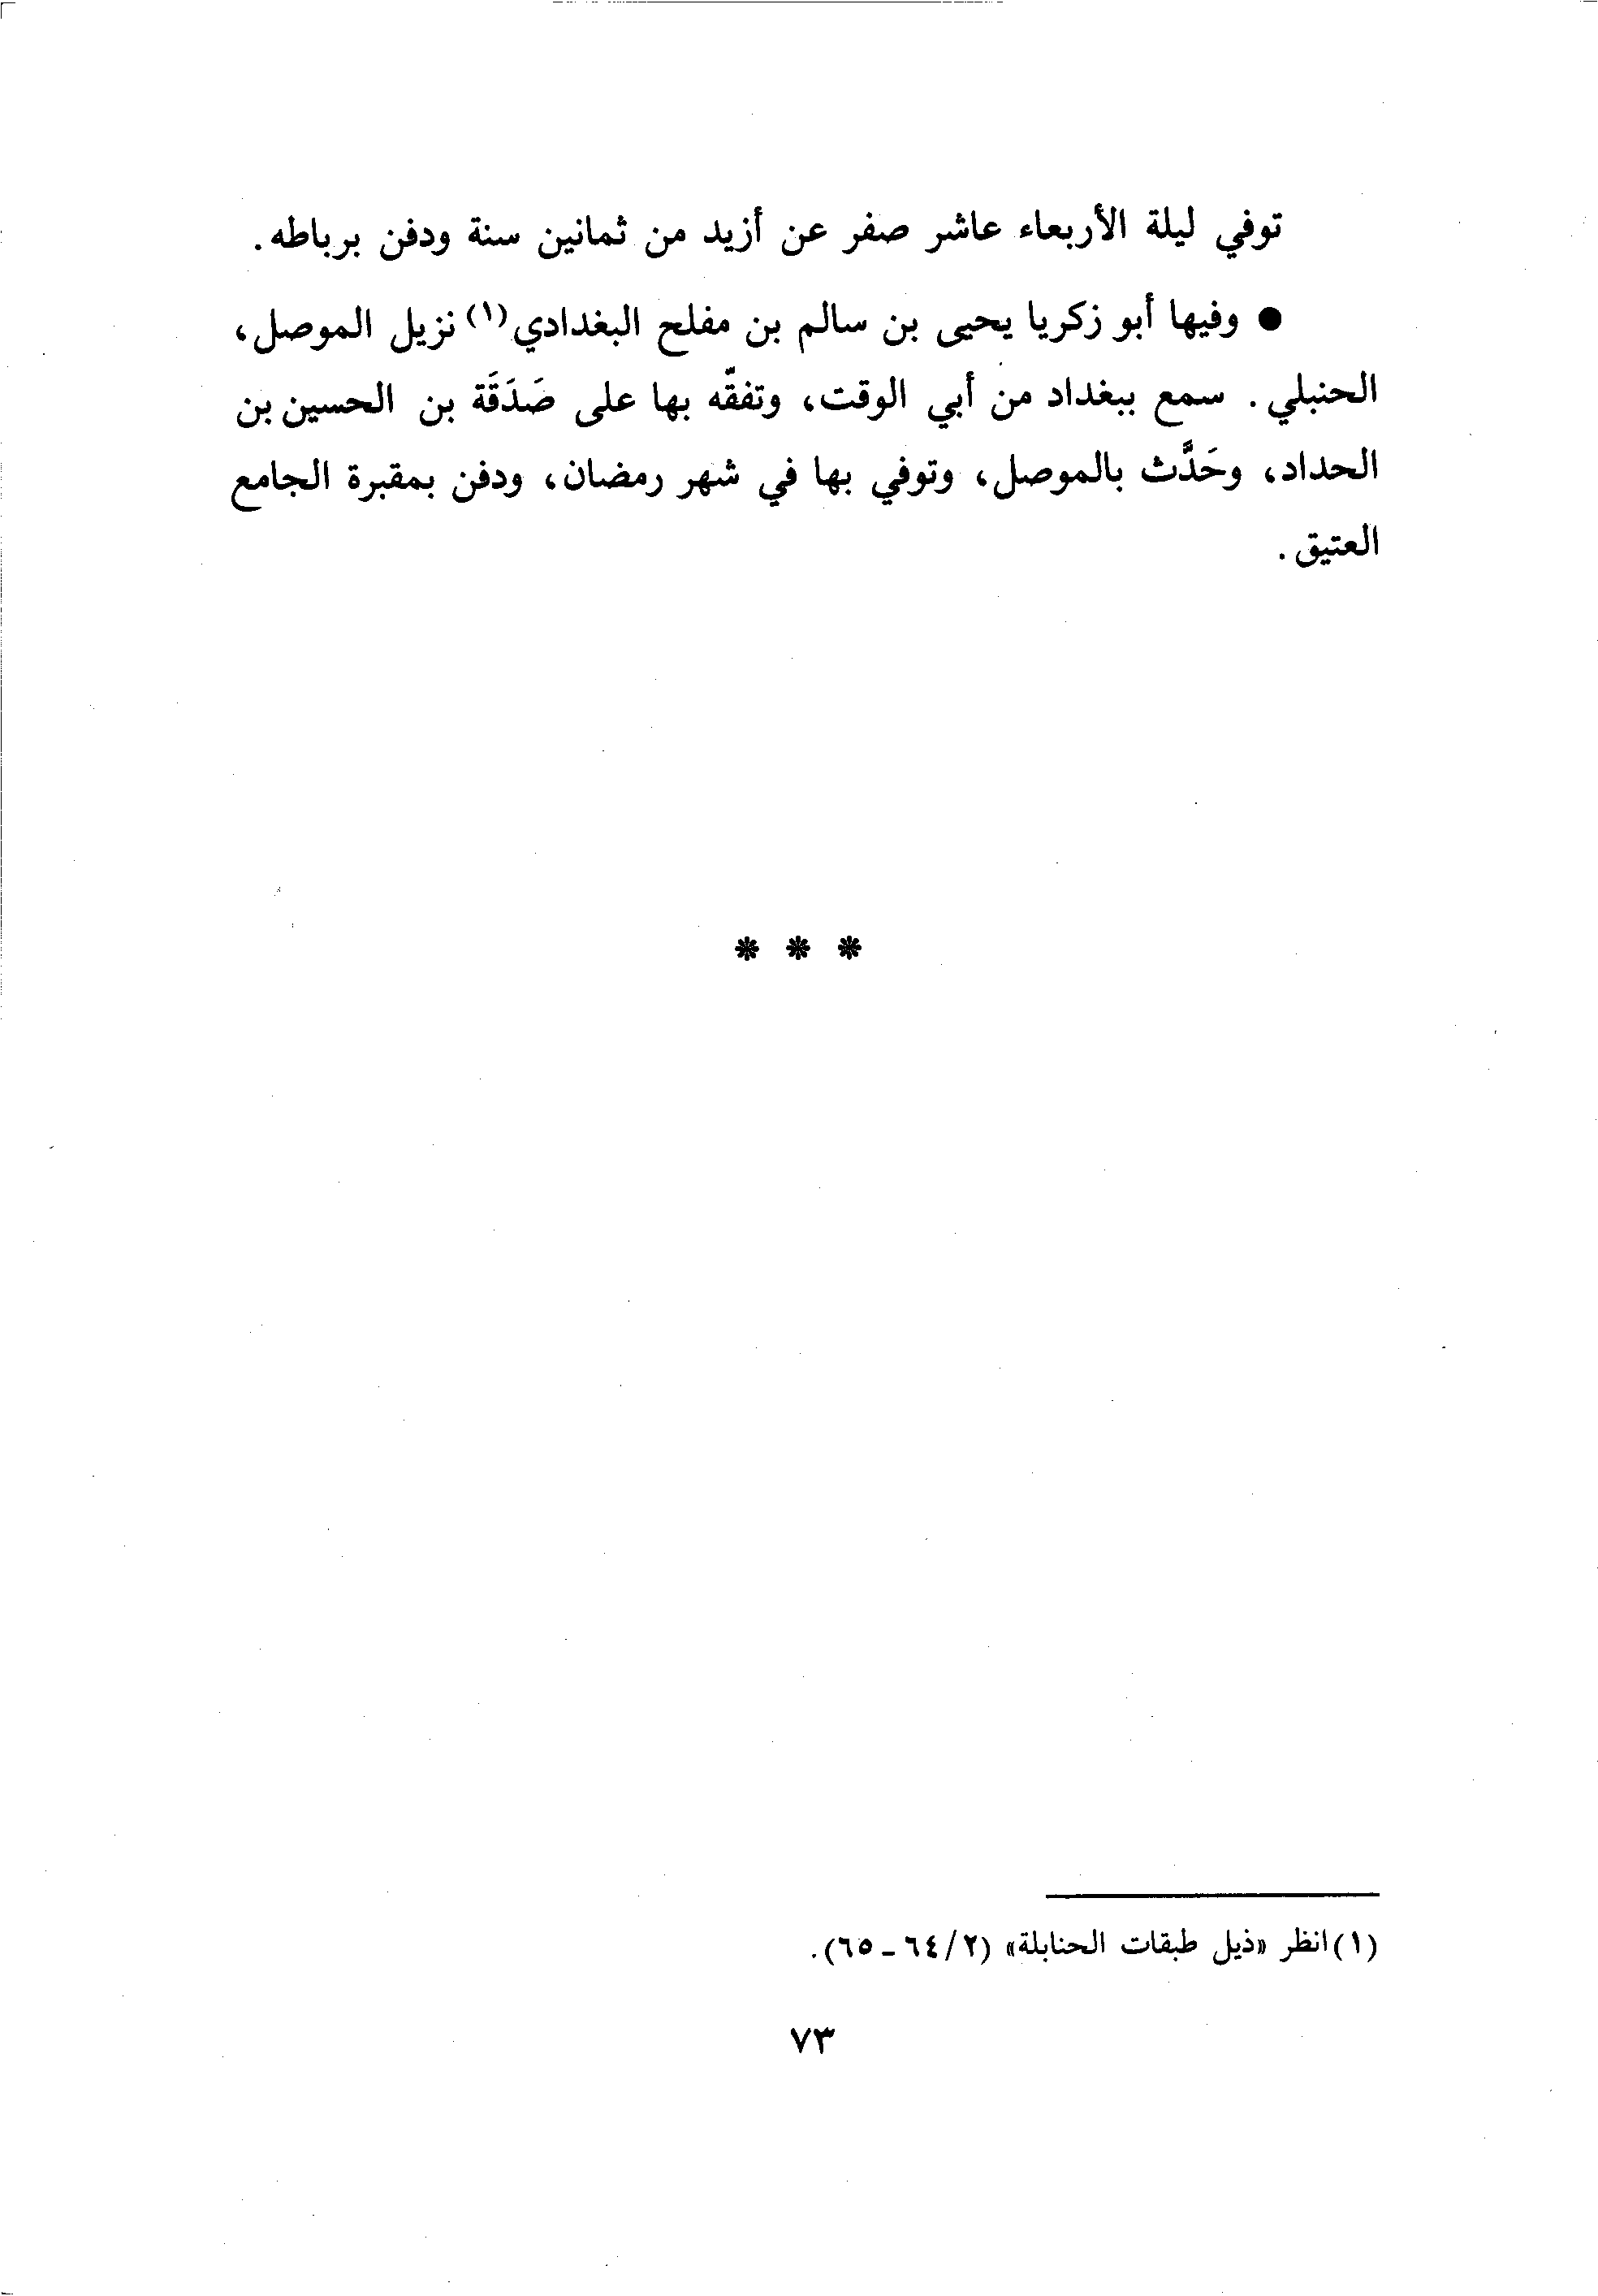 توفي ليلة الأربعاء عاشر صفر عن أزيد من ثمانين سنة ودفن برباطه.
● وفيها أبو زكريا يحيى بن سالم بن مفلح البغدادي(١) نزيل الموصل،
الحنبلي. سمع ببغداد من أبي الوقت، وتفقّه بها على صَدَقَة بن الحسين بن
الحداد، وحَدَّث بالموصل، وتوفي بها في شهر رمضان، ودفن بمقبرة الجامع
العتيق.
* * *
(١) انظر «ذيل طبقات الحنابلة» (٢/ ٦٤ - ٦٥).
٧٣